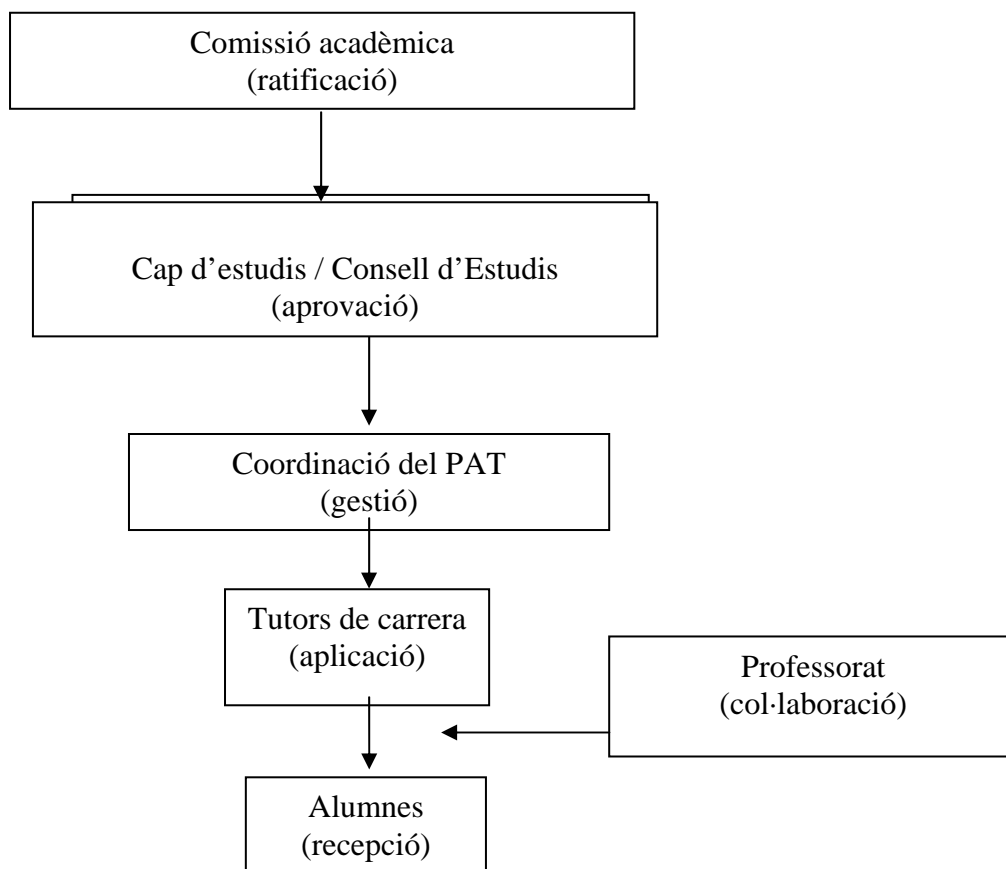 Comissió acadèmica
(ratificació)
Cap d’estudis / Consell d’Estudis
(aprovació)
Coordinació del PAT
(gestió)
Tutors de carrera
(aplicació)
Professorat
(col·laboració)
Alumnes
(recepció)